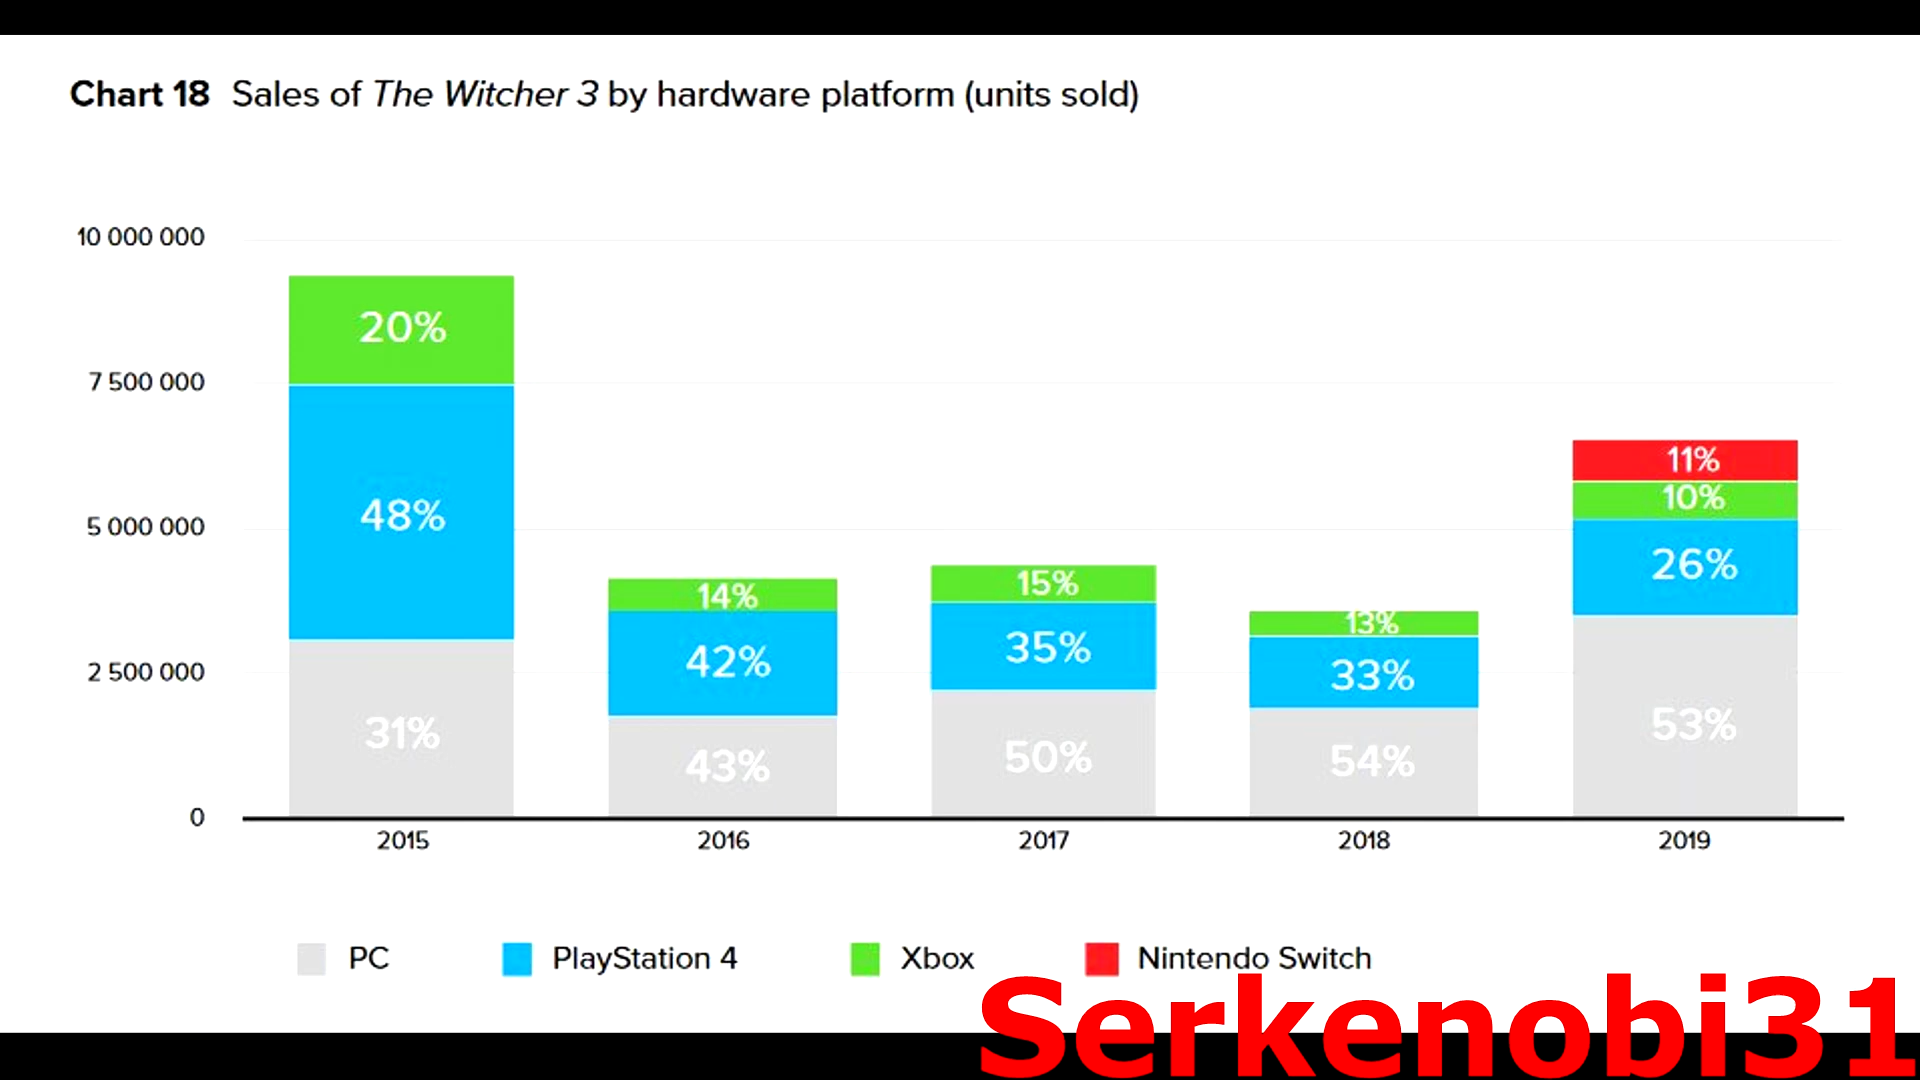 Chart 18 Sales of The Witcher 3 by hardware platform (units sold)
10 000 000
7 500 000
5 000 000
2 500 000
0
20%
48%
31%
14%
42%
43%
15%
35%
50%
13%
33%
54%
11%
10%
26%
53%
2015 2016 2017 2018 2019
PC PlayStation 4 Xbox Nintendo Switch
Serkenobi31